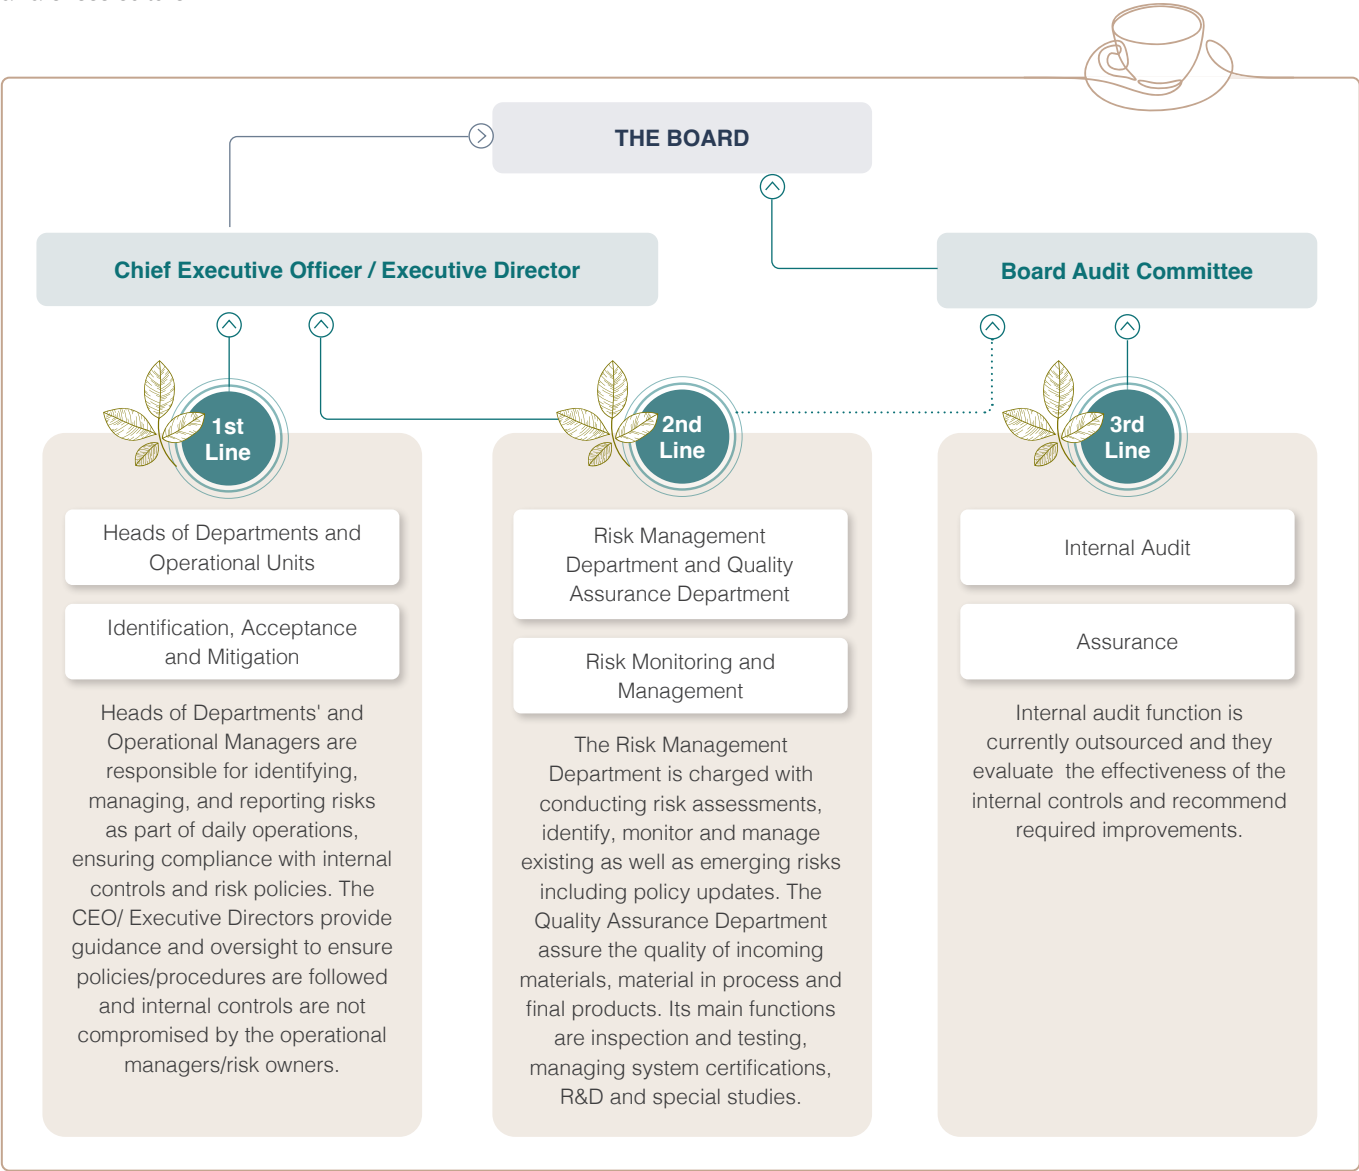 THE BOARD
Chief Executive Officer / Executive Director
Board Audit Committee
1st
Line
Heads of Departments and
Operational Units
Identification, Acceptance
and Mitigation
Heads of Departments' and
Operational Managers are
responsible for identifying,
managing, and reporting risks
as part of daily operations,
ensuring compliance with internal
controls and risk policies. The
CEO/ Executive Directors provide
guidance and oversight to ensure
policies/procedures are followed
and internal controls are not
compromised by the operational
managers/risk owners.
2nd
Line
Risk Management
Department and Quality
Assurance Department
Risk Monitoring and
Management
The Risk Management
Department is charged with
conducting risk assessments,
identify, monitor and manage
existing as well as emerging risks
including policy updates. The
Quality Assurance Department
assure the quality of incoming
materials, material in process and
final products. Its main functions
are inspection and testing,
managing system certifications,
R&D and special studies.
3rd
Line
Internal Audit
Assurance
Internal audit function is
currently outsourced and they
evaluate  the effectiveness of the
internal controls and recommend
required improvements.